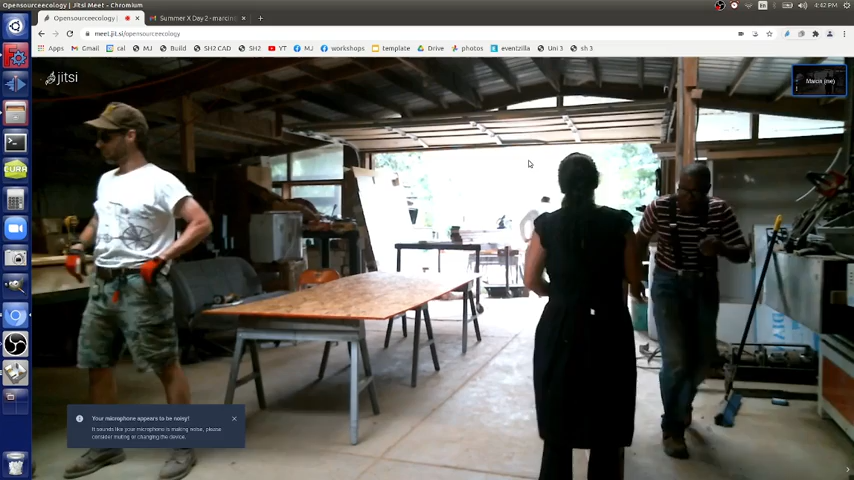 Opensourceecology | Jitsi Meet - Chromium
En
4:42 PM
Opensourceecology
Summer X Day 2 - marcin
meet.jit.si/opensourceecology
Apps
Gmail
cal
MJ
Build
SH2 CAD
SH2
YT
MJ
workshops
template
Drive
photos
eventzilla
Uni 3
sh 3
jitsi
Marcin (me)
CURA
DIY
Your microphone appears to be noisy!
It sounds like your microphone is making noise, please
consider muting or changing the device.